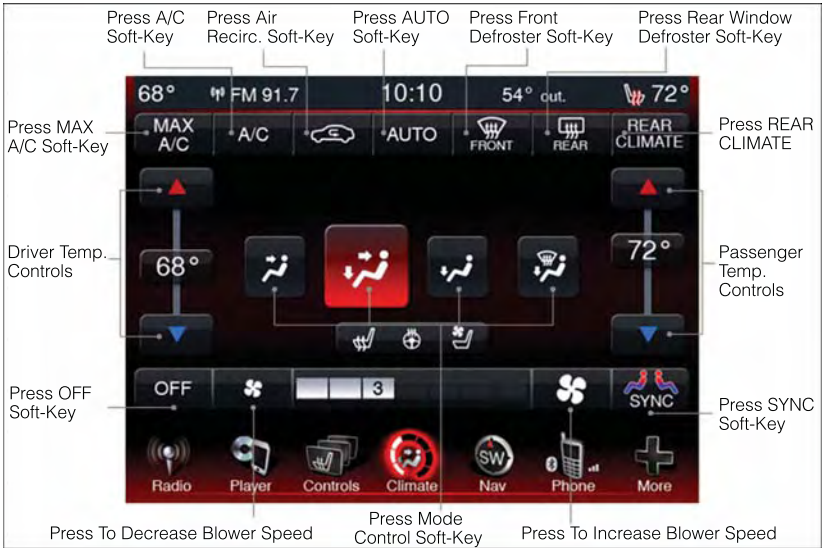 Press A/C
Soft-Key
Press Air
Recirc. Soft-Key
Press AUTO
Soft-Key
Press Front
Defroster Soft-Key
Press Rear Window
Defroster Soft-Key
68° FM 91.7 10:10 54° out. 72°
Press MAX
A/C Soft-Key
MAX
A/C
A/C
AUTO
FRONT
REAR
REAR
CLIMATE
Press REAR
CLIMATE
Driver Temp.
Controls
68°
72°
Passenger
Temp.
Controls
Press OFF
Soft-Key
OFF
3
SYNC
Press SYNC
Soft-Key
SW
Radio Player Controls Climate Nav Phone More
Press To Decrease Blower Speed
Press Mode
Control Soft-Key
Press To Increase Blower Speed